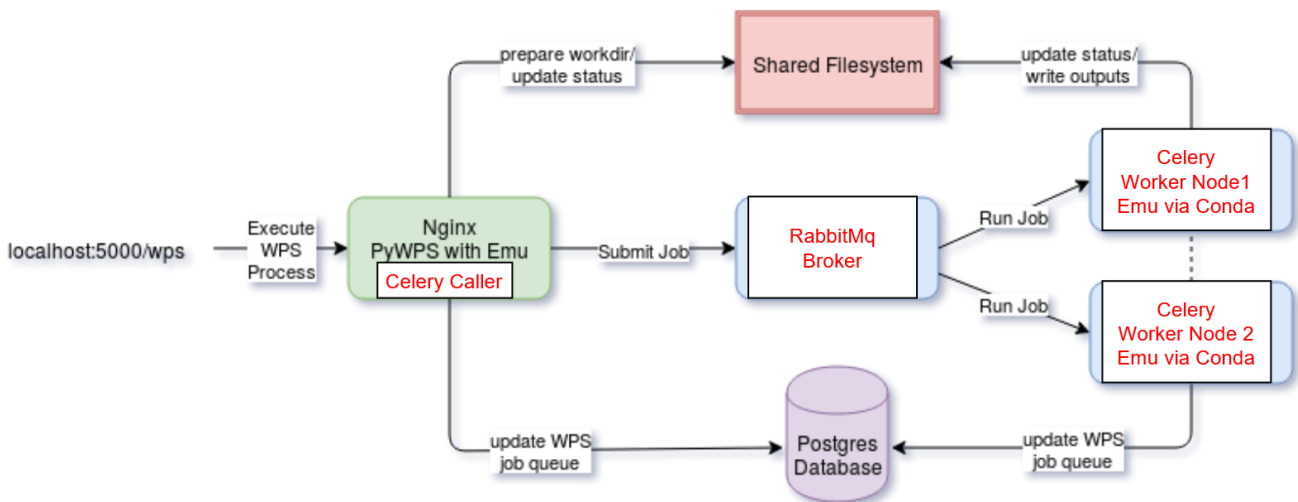 prepare workdir/
update status
Shared Filesystem
update status/
write outputs
Celery
Worker Node1
Emu via Conda
localhost:5000/wps
Execute
WPS
Process
Nginx
PyWPS with Emu
Celery Caller
Submit Job
RabbitMq
Broker
Run Job
Run Job
Celery
Worker Node 2
Emu via Conda
update WPS
job queue
Postgres
Database
update WPS
job queue